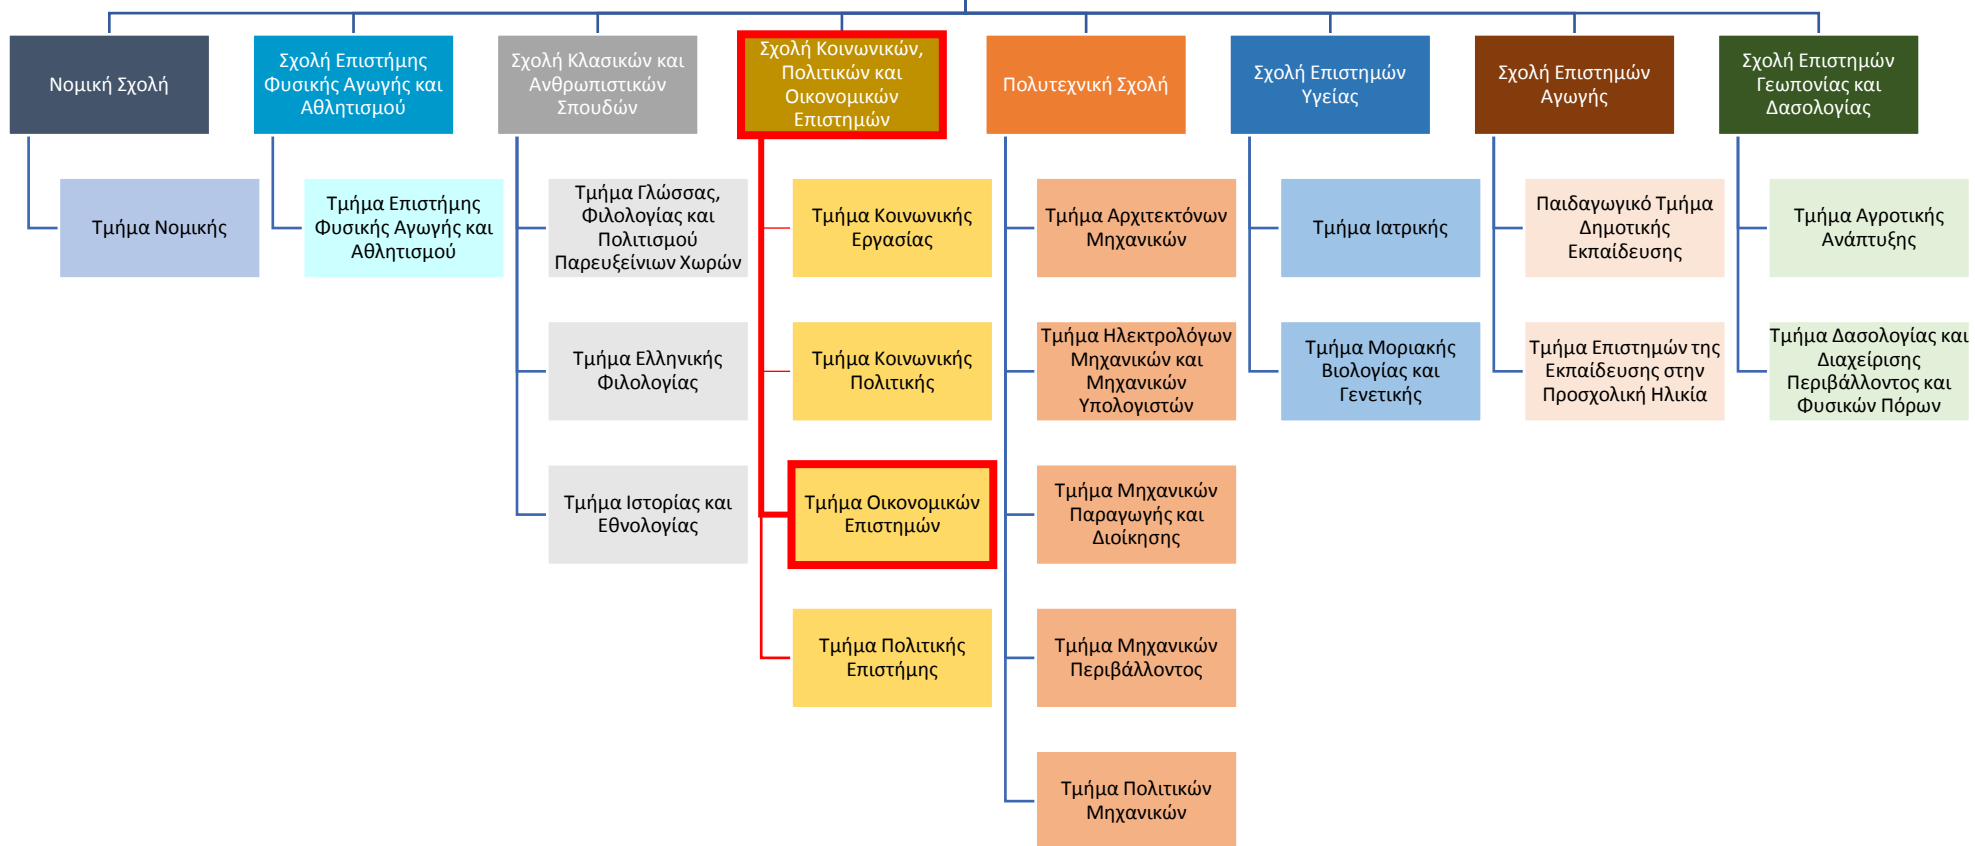 Νομική Σχολή
Σχολή Επιστήμης
Φυσικής Αγωγής και
Αθλητισμού
Σχολή Κλασικών και
Ανθρωπιστικών
Σπουδών
Σχολή Κοινωνικών,
Πολιτικών και
Οικονομικών
Επιστημών
Πολυτεχνική Σχολή
Σχολή Επιστημών
Υγείας
Σχολή Επιστημών
Αγωγής
Σχολή Επιστημών
Γεωπονίας και
Δασολογίας
Τμήμα Νομικής
Τμήμα Επιστήμης
Φυσικής Αγωγής και
Αθλητισμού
Τμήμα Γλώσσας,
Φιλολογίας και
Πολιτισμού
Παρευξείνιων Χωρών
Τμήμα Κοινωνικής
Εργασίας
Τμήμα Αρχιτεκτόνων
Μηχανικών
Τμήμα Ιατρικής
Παιδαγωγικό Τμήμα
Δημοτικής
Εκπαίδευσης
Τμήμα Αγροτικής
Ανάπτυξης
Τμήμα Ελληνικής
Φιλολογίας
Τμήμα Κοινωνικής
Πολιτικής
Τμήμα Ηλεκτρολόγων
Μηχανικών και
Μηχανικών
Υπολογιστών
Τμήμα Μοριακής
Βιολογίας και
Γενετικής
Τμήμα Επιστημών της
Εκπαίδευσης στην
Προσχολική Ηλικία
Τμήμα Δασολογίας και
Διαχείρισης
Περιβάλλοντος και
Φυσικών Πόρων
Τμήμα Ιστορίας και
Εθνολογίας
Τμήμα Οικονομικών
Επιστημών
Τμήμα Μηχανικών
Παραγωγής και
Διοίκησης
Τμήμα Πολιτικής
Επιστήμης
Τμήμα Μηχανικών
Περιβάλλοντος
Τμήμα Πολιτικών
Μηχανικών